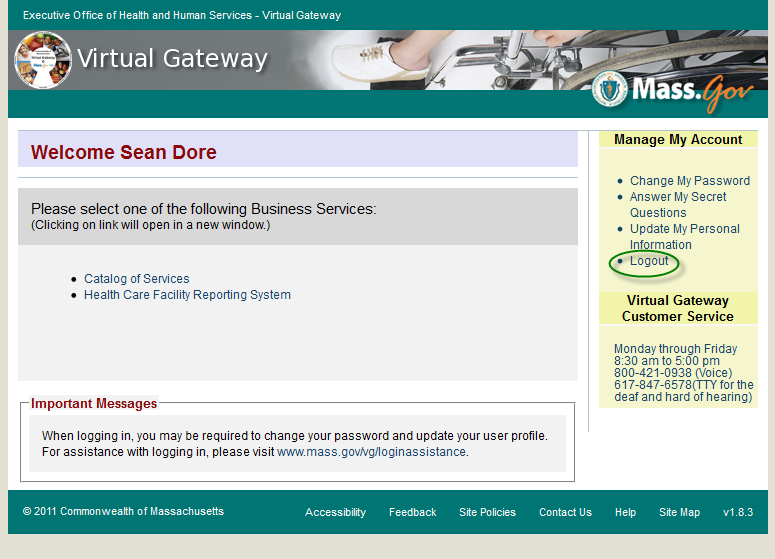 Executive Office of Health and Human Services - Virtual Gateway
Virtual Gateway
Mass.Gov
Welcome Sean Dore
Please select one of the following Business Services:
(Clicking on link will open in a new window.)
Catalog of Services
Health Care Facility Reporting System
Important Messages
When logging in, you may be required to change your password and update your user profile.
For assistance with logging in, please visit www.mass.gov/vg/loginassistance.
Manage My Account
Change My Password
Answer My Secret
Questions
Update My Personal
Information
Logout
Virtual Gateway
Customer Service
Monday through Friday
8:30 am to 5:00 pm
800-421-0938 (Voice)
617-847-6578(TTY for the
deaf and hard of hearing)
© 2011 Commonwealth of Massachusetts
Accessibility Feedback Site Policies Contact Us Help Site Map v1.8.3